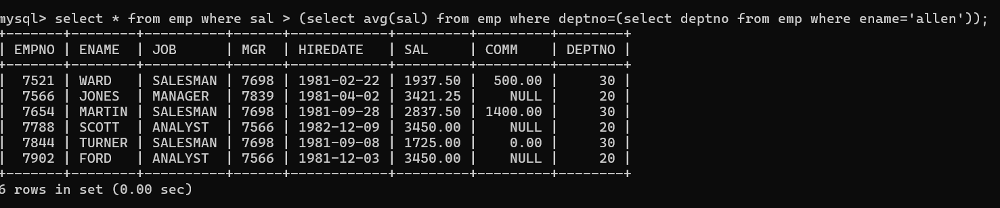 mysql> select * from emp where sal > (select avg(sal) from emp where deptno=(select deptno from emp where ename='allen'));
+-------+--------+----------+------+------------+---------+---------+--------+
| EMPNO | ENAME  | JOB      | MGR  | HIREDATE   | SAL     | COMM    | DEPTNO |
+-------+--------+----------+------+------------+---------+---------+--------+
|  7521 | WARD   | SALESMAN | 7698 | 1981-02-22 | 1937.50 |  500.00 |     30 |
|  7566 | JONES  | MANAGER  | 7839 | 1981-04-02 | 3421.25 |    NULL |     20 |
|  7654 | MARTIN | SALESMAN | 7698 | 1981-09-28 | 2837.50 | 1400.00 |     30 |
|  7788 | SCOTT  | ANALYST  | 7566 | 1982-12-09 | 3450.00 |    NULL |     20 |
|  7844 | TURNER | SALESMAN | 7698 | 1981-09-08 | 1725.00 |    0.00 |     30 |
|  7902 | FORD   | ANALYST  | 7566 | 1981-12-03 | 3450.00 |    NULL |     20 |
+-------+--------+----------+------+------------+---------+---------+--------+
6 rows in set (0.00 sec)